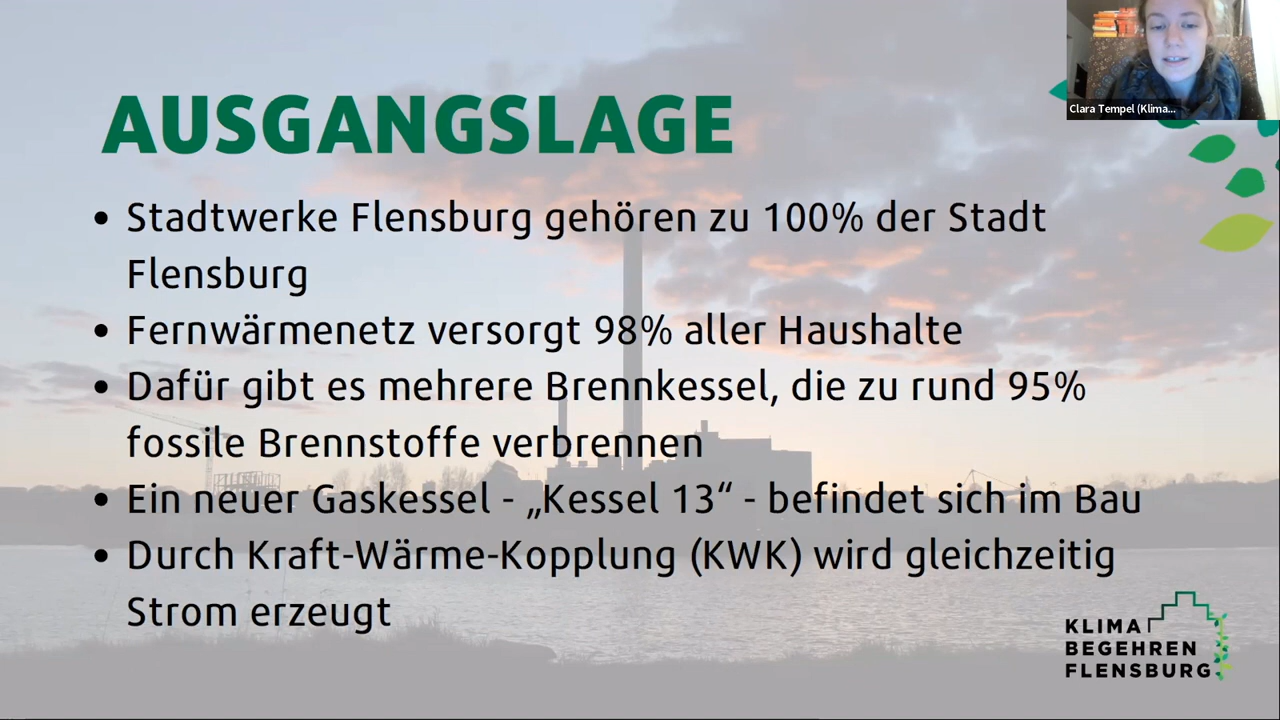 AUSGANGSLAGE
Clara Tempel (Klima...
• Stadtwerke Flensburg gehören zu 100% der Stadt
Flensburg
• Fernwärmenetz versorgt 98% aller Haushalte
• Dafür gibt es mehrere Brennkessel, die zu rund 95%
fossile Brennstoffe verbrennen
• Ein neuer Gaskessel - „Kessel 13“ - befindet sich im Bau
• Durch Kraft-Wärme-Kopplung (KWK) wird gleichzeitig
Strom erzeugt
KLIMA
BEGEHREN
FLENSBURG